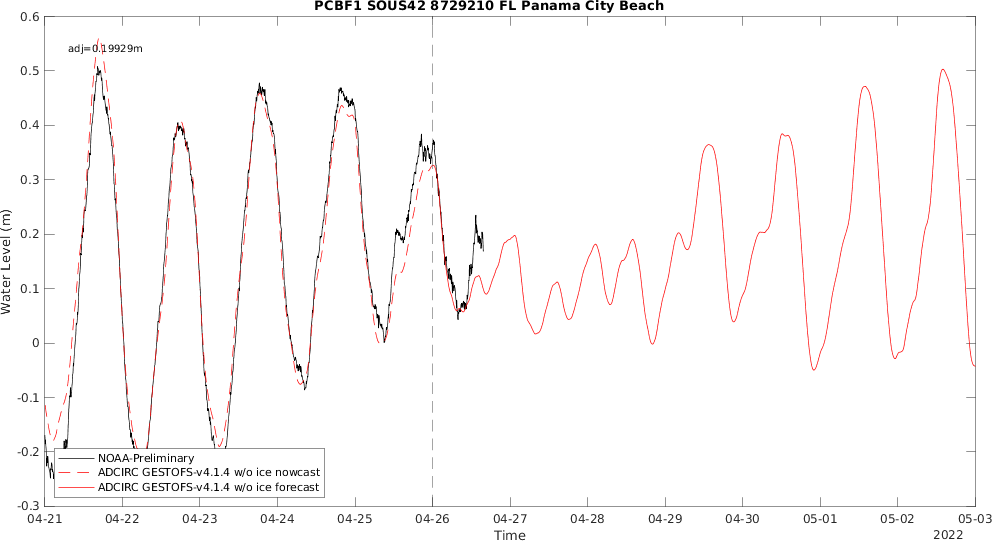 PCBF1 SOUS42 8729210 FL Panama City Beach
adj=0.19929m
Water Level (m)
0.6
0.5
0.4
0.3
0.2
0.1
0
-0.1
-0.2
-0.3
NOAA-Preliminary
ADCIRC GESTOFS-v4.1.4 w/o ice nowcast
ADCIRC GESTOFS-v4.1.4 w/o ice forecast
04-21 04-22 04-23 04-24 04-25 04-26 04-27 04-28 04-29 04-30 05-01 05-02 05-03
Time
2022